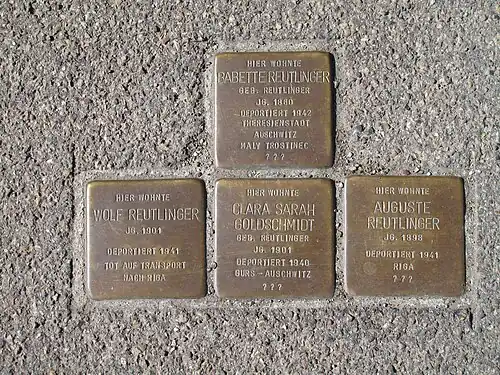 HIER WOHNTE
BABETTE REUTLINGER
GEB. REUTLINGER
JG. 1880
DEPORTIERT 1942
THERESIENSTADT
AUSCHWITZ
MALY TROSTINEC
? ? ?
HIER WOHNTE
WOLF REUTLINGER
JG. 1901
DEPORTIERT 1941
TOT AUF TRANSPORT
NACH RIGA
HIER WOHNTE
CLARA SARAH
GOLDSCHMIDT
GEB. REUTLINGER
JG. 1901
DEPORTIERT 1940
GURS - AUSCHWITZ
? ? ?
HIER WOHNTE
AUGUSTE
REUTLINGER
JG. 1898
DEPORTIERT 1941
RIGA
? ? ?